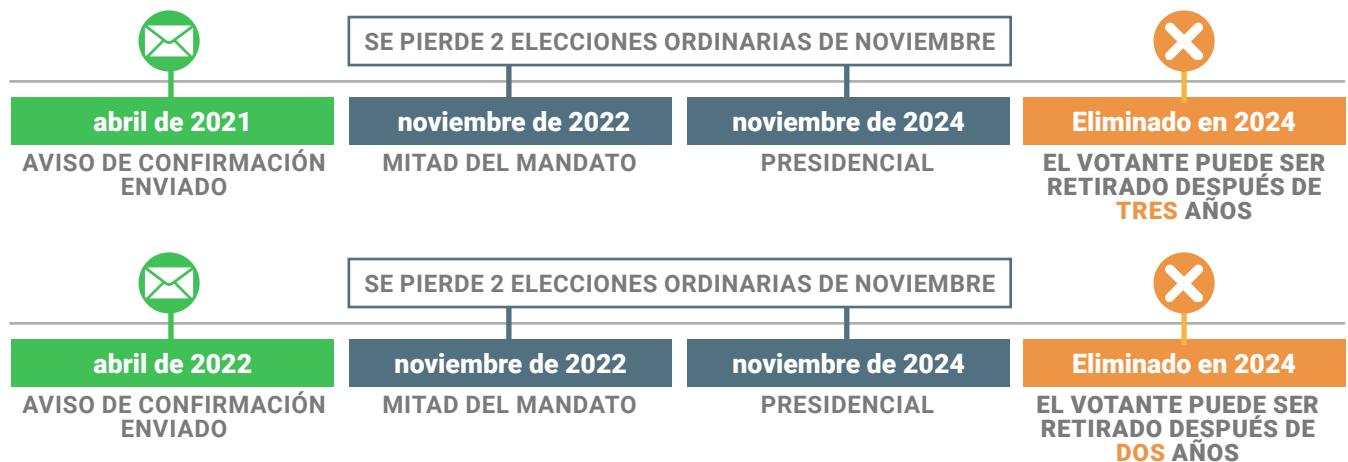 SE PIERDE 2 ELECCIONES ORDINARIAS DE NOVIEMBRE
abril de 2021
AVISO DE CONFIRMACIÓN
ENVIADO
noviembre de 2022
MITAD DEL MANDATO
noviembre de 2024
PRESIDENCIAL
Eliminado en 2024
EL VOTANTE PUEDE SER
RETIRADO DESPUÉS DE
TRES AÑOS
SE PIERDE 2 ELECCIONES ORDINARIAS DE NOVIEMBRE
abril de 2022
AVISO DE CONFIRMACIÓN
ENVIADO
noviembre de 2022
MITAD DEL MANDATO
noviembre de 2024
PRESIDENCIAL
Eliminado en 2024
EL VOTANTE PUEDE SER
RETIRADO DESPUÉS DE
DOS AÑOS